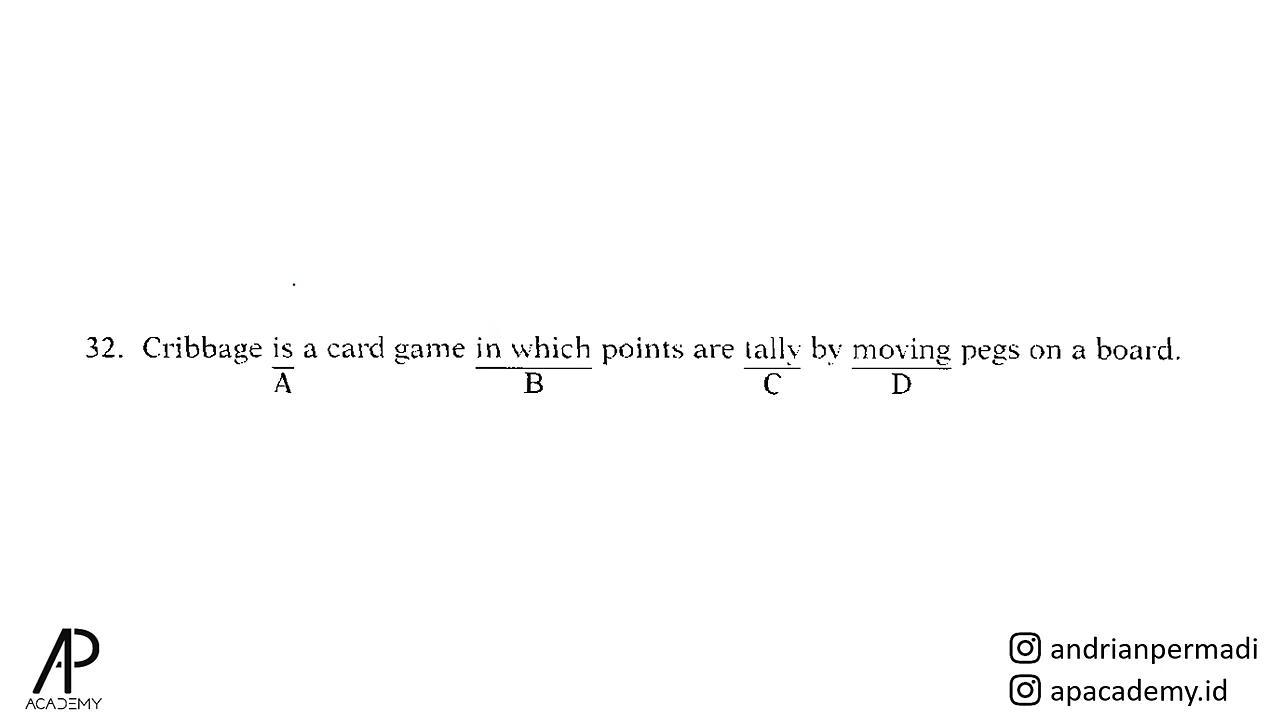 32. Cribbage is a card game in which points are tally by moving pegs on a board.
A B C D
AP
ACADEMY
andrianpermadi
apacademy.id